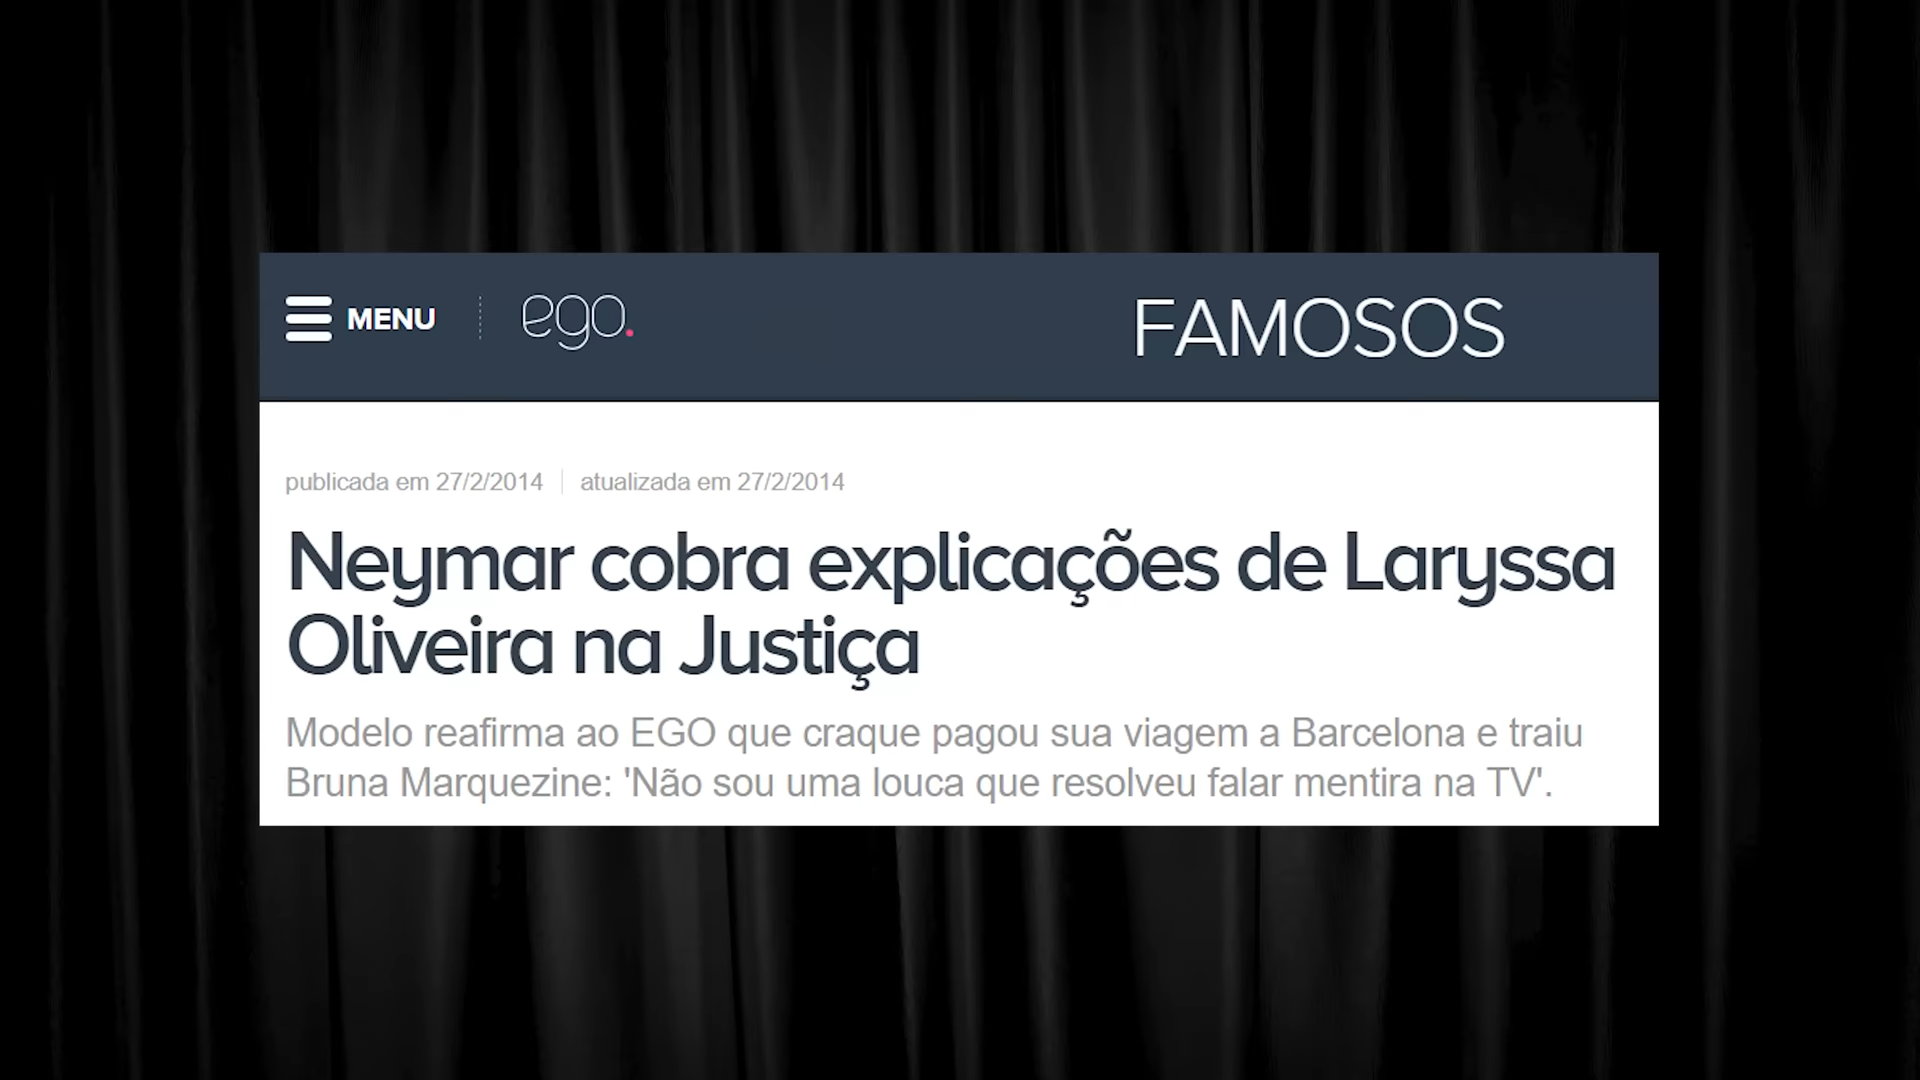 MENU ego. FAMOSOS
publicada em 27/2/2014 atualizada em 27/2/2014
Neymar cobra explicações de Laryssa
Oliveira na Justiça
Modelo reafirma ao EGO que craque pagou sua viagem a Barcelona e traiu
Bruna Marquezine: 'Não sou uma louca que resolveu falar mentira na TV'.